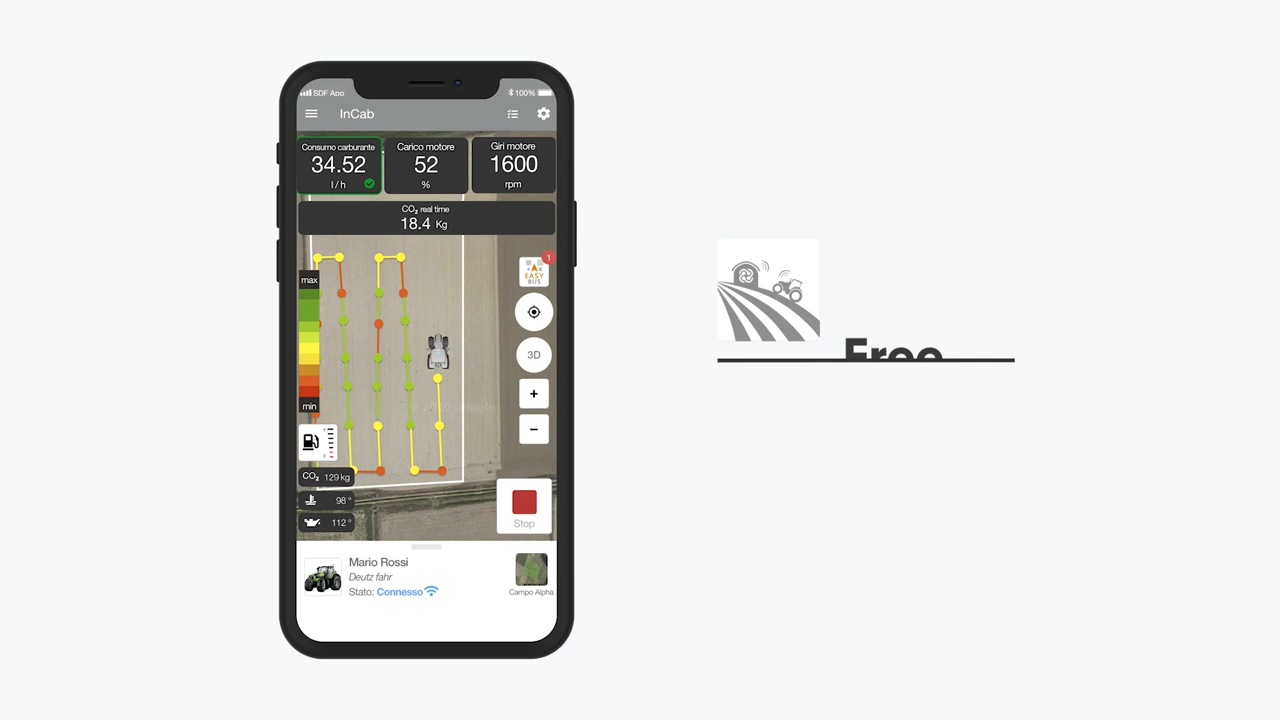 SDF App
100%
InCab
Consumo carburante
34.52
l / h
Carico motore
52
%
Giri motore
1600
rpm
CO₂ real time
18.4 Kg
max
min
1
EASY
BUS
3D
+
−
CO₂ 129 kg
98 °
112 °
Stop
Mario Rossi
Deutz fahr
Stato: Connesso
Campo Alpha
Free